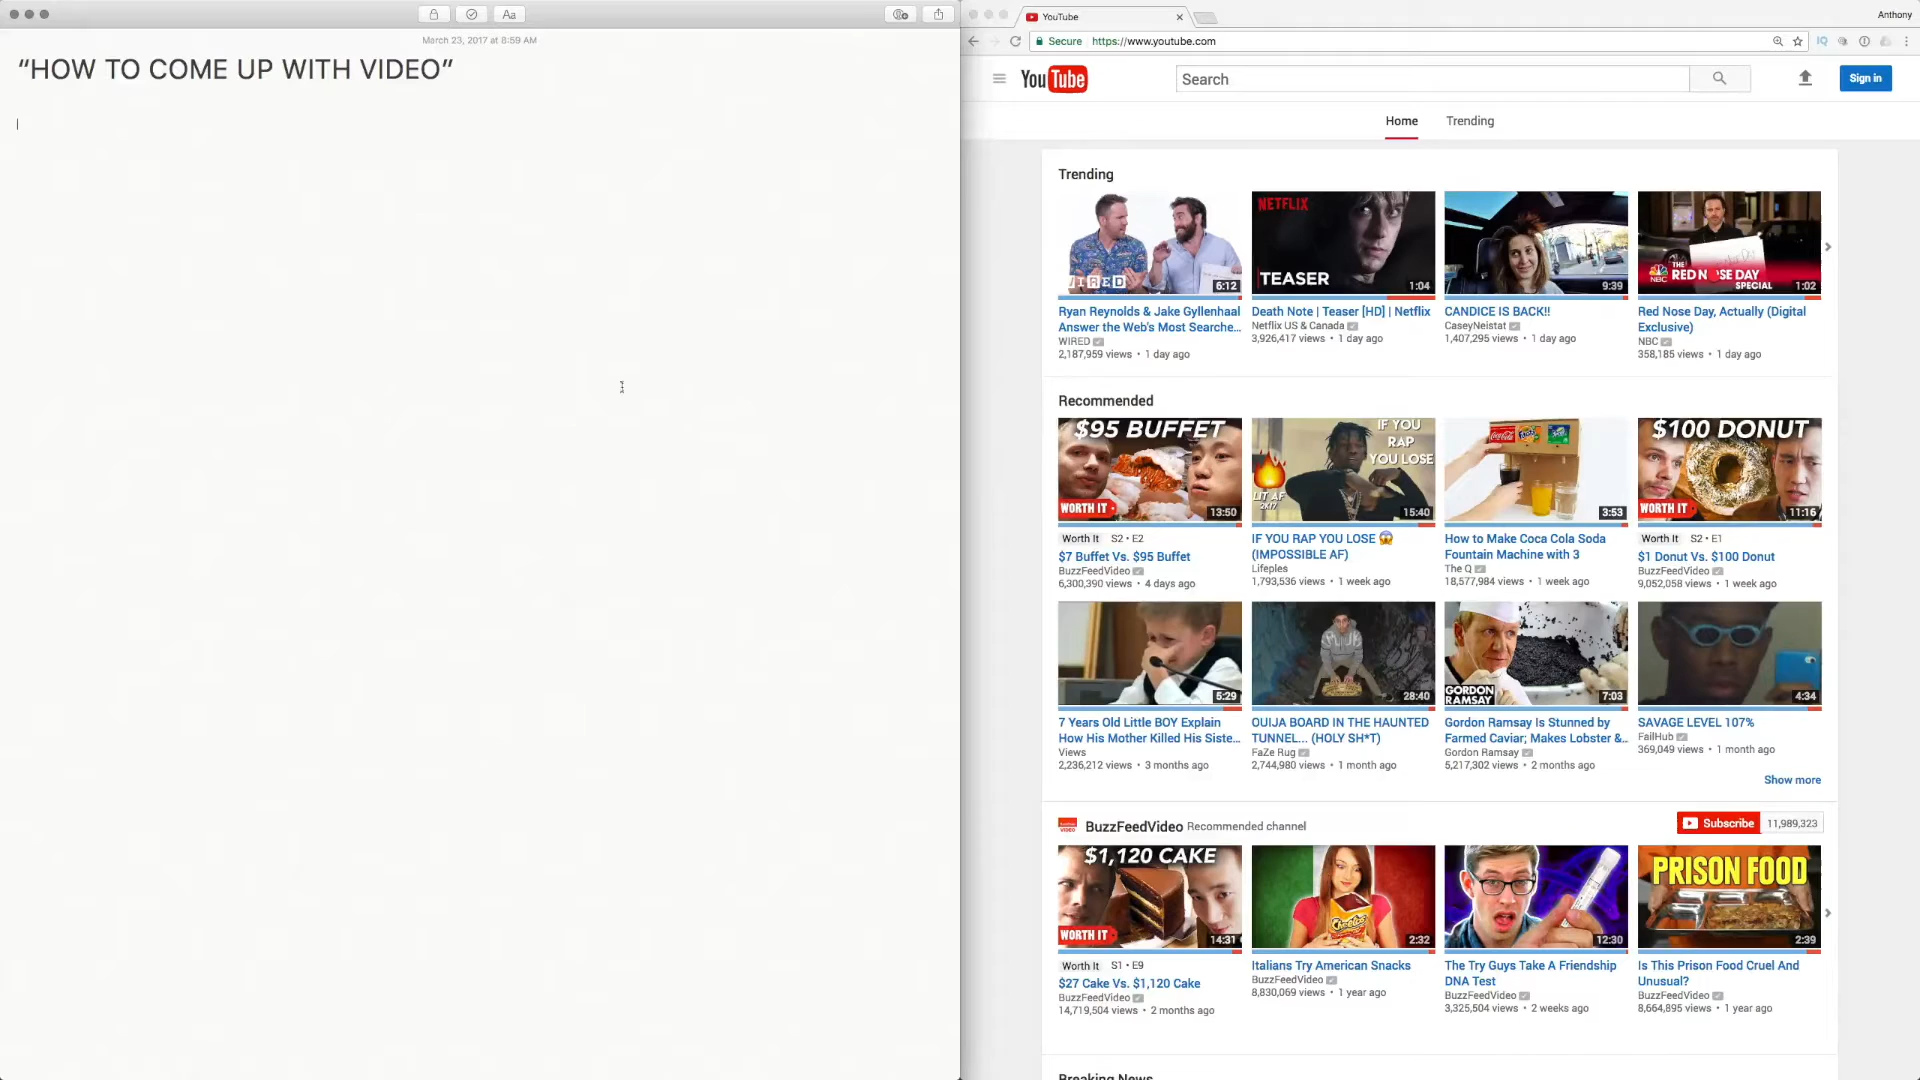 Aa
March 23, 2017 at 8:59 AM
“HOW TO COME UP WITH VIDEO”
YouTube
Anthony
Secure https://www.youtube.com
YouTube
Search
Sign in
Home Trending
Trending
WIRED
6:12
NETFLIX
TEASER
1:04
9:39
NBC
THE RED NOSE DAY SPECIAL
1:02
Ryan Reynolds & Jake Gyllenhaal
Answer the Web's Most Searche...
WIRED
2,187,959 views • 1 day ago
Death Note | Teaser [HD] | Netflix
Netflix US & Canada
3,926,417 views • 1 day ago
CANDICE IS BACK!!
CaseyNeistat
1,407,295 views • 1 day ago
Red Nose Day, Actually (Digital
Exclusive)
NBC
358,185 views • 1 day ago
Recommended
$95 BUFFET
WORTH IT
13:50
IF YOU
RAP
YOU LOSE
LIT AF
2K17
15:40
Coca-Cola
3:53
$100 DONUT
WORTH IT
11:16
Worth It S2 • E2
$7 Buffet Vs. $95 Buffet
BuzzFeedVideo
6,300,390 views • 4 days ago
IF YOU RAP YOU LOSE 😱
(IMPOSSIBLE AF)
Lifeples
1,793,536 views • 1 week ago
How to Make Coca Cola Soda
Fountain Machine with 3
The Q
18,577,984 views • 1 week ago
Worth It S2 • E1
$1 Donut Vs. $100 Donut
BuzzFeedVideo
9,052,058 views • 1 week ago
5:29
28:40
GORDON
RAMSAY
7:03
4:34
7 Years Old Little BOY Explain
How His Mother Killed His Siste...
Views
2,236,212 views • 3 months ago
OUIJA BOARD IN THE HAUNTED
TUNNEL... (HOLY SH*T)
FaZe Rug
2,744,980 views • 1 month ago
Gordon Ramsay Is Stunned by
Farmed Caviar; Makes Lobster &...
Gordon Ramsay
5,217,302 views • 2 months ago
SAVAGE LEVEL 107%
FailHub
369,049 views • 1 month ago
Show more
BuzzFeedVideo Recommended channel
Subscribe 11,989,323
$1,120 CAKE
WORTH IT
14:31
Cheetos
2:32
12:30
PRISON FOOD
2:39
Worth It S1 • E9
$27 Cake Vs. $1,120 Cake
BuzzFeedVideo
14,719,504 views • 2 months ago
Italians Try American Snacks
BuzzFeedVideo
8,830,069 views • 1 year ago
The Try Guys Take A Friendship
DNA Test
BuzzFeedVideo
3,325,504 views • 2 weeks ago
Is This Prison Food Cruel And
Unusual?
BuzzFeedVideo
8,664,895 views • 1 year ago
Breaking News